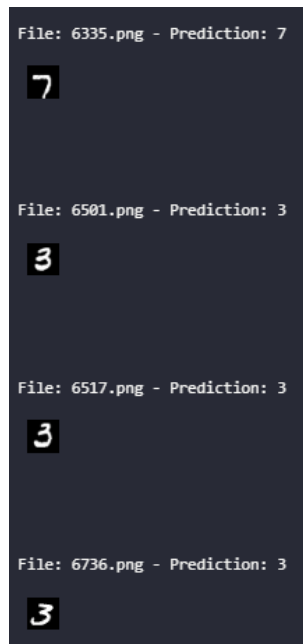 File: 6335.png - Prediction: 7
7
File: 6501.png - Prediction: 3
3
File: 6517.png - Prediction: 3
3
File: 6736.png - Prediction: 3
3